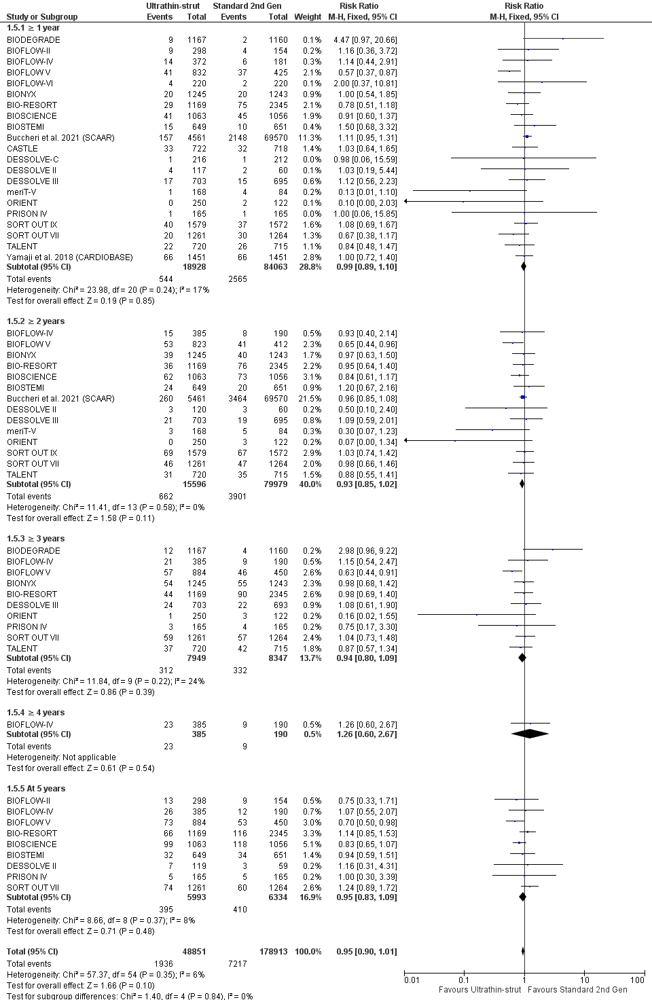 Ultrathin-strut Standard 2nd Gen Risk Ratio Risk Ratio
Study or Subgroup Events Total Events Total Weight M-H, Fixed, 95% CI M-H, Fixed, 95% CI
1.5.1 ≥ 1 year
BIODEGRADE 9 1167 2 1160 0.1% 4.47 [0.97, 20.66]
BIOFLOW-II 9 298 4 154 0.2% 1.16 [0.36, 3.72]
BIOFLOW-IV 14 372 6 181 0.3% 1.14 [0.44, 2.91]
BIOFLOW V 41 832 37 425 2.1% 0.57 [0.37, 0.87]
BIOFLOW-VI 4 220 2 220 0.1% 2.00 [0.37, 10.81]
BIONYX 20 1245 20 1243 0.9% 1.00 [0.54, 1.85]
BIO-RESORT 29 1169 75 2345 2.1% 0.78 [0.51, 1.18]
BIOSCIENCE 41 1063 45 1056 1.9% 0.91 [0.60, 1.37]
BIOSTEMI 15 649 10 651 0.4% 1.50 [0.68, 3.32]
Buccheri et al. 2021 (SCAAR) 157 4561 2148 69570 11.3% 1.11 [0.95, 1.31]
CASTLE 33 722 32 718 1.4% 1.03 [0.64, 1.65]
DESSOLVE-C 1 216 1 212 0.0% 0.98 [0.06, 15.59]
DESSOLVE II 4 117 2 60 0.1% 1.03 [0.19, 5.44]
DESSOLVE III 17 703 15 695 0.6% 1.12 [0.56, 2.23]
meriT-V 1 168 4 84 0.2% 0.13 [0.01, 1.10]
ORIENT 0 250 2 122 0.1% 0.10 [0.00, 2.03]
PRISON IV 1 165 1 165 0.0% 1.00 [0.06, 15.85]
SORT OUT IX 40 1579 37 1572 1.6% 1.08 [0.69, 1.67]
SORT OUT VII 20 1261 30 1264 1.3% 0.67 [0.38, 1.17]
TALENT 22 720 26 715 1.1% 0.84 [0.48, 1.47]
Yamaji et al. 2018 (CARDIOBASE) 66 1451 66 1451 2.8% 1.00 [0.72, 1.40]
Subtotal (95% CI) 18928 84063 28.8% 0.99 [0.89, 1.10]
Total events 544 2565
Heterogeneity: Chi² = 23.98, df = 20 (P = 0.24); I² = 17%
Test for overall effect: Z = 0.19 (P = 0.85)
1.5.2 ≥ 2 years
BIOFLOW-IV 15 385 8 190 0.5% 0.93 [0.40, 2.14]
BIOFLOW V 53 823 41 412 2.3% 0.65 [0.44, 0.96]
BIONYX 39 1245 40 1243 1.7% 0.97 [0.63, 1.50]
BIO-RESORT 36 1169 76 2345 2.1% 0.95 [0.64, 1.40]
BIOSCIENCE 62 1063 73 1056 3.1% 0.84 [0.61, 1.17]
BIOSTEMI 24 649 20 651 0.8% 1.20 [0.67, 2.16]
Buccheri et al. 2021 (SCAAR) 260 5461 3464 69570 21.5% 0.96 [0.85, 1.08]
DESSOLVE II 3 120 3 60 0.2% 0.50 [0.10, 2.40]
DESSOLVE III 21 703 19 695 0.8% 1.09 [0.59, 2.01]
meriT-V 3 168 5 84 0.3% 0.30 [0.07, 1.23]
ORIENT 0 250 3 122 0.2% 0.07 [0.00, 1.34]
SORT OUT IX 69 1579 67 1572 2.9% 1.03 [0.74, 1.42]
SORT OUT VII 46 1261 47 1264 2.0% 0.98 [0.66, 1.46]
TALENT 31 720 35 715 1.5% 0.88 [0.55, 1.41]
Subtotal (95% CI) 15596 79979 40.0% 0.93 [0.85, 1.02]
Total events 662 3901
Heterogeneity: Chi² = 11.41, df = 13 (P = 0.58); I² = 0%
Test for overall effect: Z = 1.58 (P = 0.11)
1.5.3 ≥ 3 years
BIODEGRADE 12 1167 4 1160 0.2% 2.98 [0.96, 9.22]
BIOFLOW-IV 21 385 9 190 0.5% 1.15 [0.54, 2.47]
BIOFLOW V 57 884 46 450 2.6% 0.63 [0.44, 0.91]
BIONYX 54 1245 55 1243 2.3% 0.98 [0.68, 1.42]
BIO-RESORT 44 1169 90 2345 2.6% 0.98 [0.69, 1.40]
DESSOLVE III 24 703 22 693 0.9% 1.08 [0.61, 1.90]
ORIENT 1 250 3 122 0.2% 0.16 [0.02, 1.55]
PRISON IV 3 165 4 165 0.2% 0.75 [0.17, 3.30]
SORT OUT VII 59 1261 57 1264 2.4% 1.04 [0.73, 1.48]
TALENT 37 720 42 715 1.8% 0.87 [0.57, 1.34]
Subtotal (95% CI) 7949 8347 13.7% 0.94 [0.80, 1.09]
Total events 312 332
Heterogeneity: Chi² = 11.84, df = 9 (P = 0.22); I² = 24%
Test for overall effect: Z = 0.86 (P = 0.39)
1.5.4 ≥ 4 years
BIOFLOW-IV 23 385 9 190 0.5% 1.26 [0.60, 2.67]
Subtotal (95% CI) 385 190 0.5% 1.26 [0.60, 2.67]
Total events 23 9
Heterogeneity: Not applicable
Test for overall effect: Z = 0.61 (P = 0.54)
1.5.5 At 5 years
BIOFLOW-II 13 298 9 154 0.5% 0.75 [0.33, 1.71]
BIOFLOW-IV 26 385 12 190 0.7% 1.07 [0.55, 2.07]
BIOFLOW V 73 884 53 450 2.9% 0.70 [0.50, 0.98]
BIO-RESORT 66 1169 116 2345 3.3% 1.14 [0.85, 1.53]
BIOSCIENCE 99 1063 118 1056 5.1% 0.83 [0.65, 1.07]
BIOSTEMI 32 649 34 651 1.4% 0.94 [0.59, 1.51]
DESSOLVE II 7 119 3 59 0.2% 1.16 [0.31, 4.31]
PRISON IV 5 165 5 165 0.2% 1.00 [0.30, 3.39]
SORT OUT VII 74 1261 60 1264 2.6% 1.24 [0.89, 1.72]
Subtotal (95% CI) 5993 6334 16.9% 0.95 [0.83, 1.09]
Total events 395 410
Heterogeneity: Chi² = 8.66, df = 8 (P = 0.37); I² = 8%
Test for overall effect: Z = 0.71 (P = 0.48)
Total (95% CI) 48851 178913 100.0% 0.95 [0.90, 1.01]
Total events 1936 7217
Heterogeneity: Chi² = 57.37, df = 54 (P = 0.35); I² = 6%
Test for overall effect: Z = 1.66 (P = 0.10)
Test for subgroup differences: Chi² = 1.40, df = 4 (P = 0.84), I² = 0%
0.01 0.1 1 10 100
Favours Ultrathin-strut Favours Standard 2nd Gen